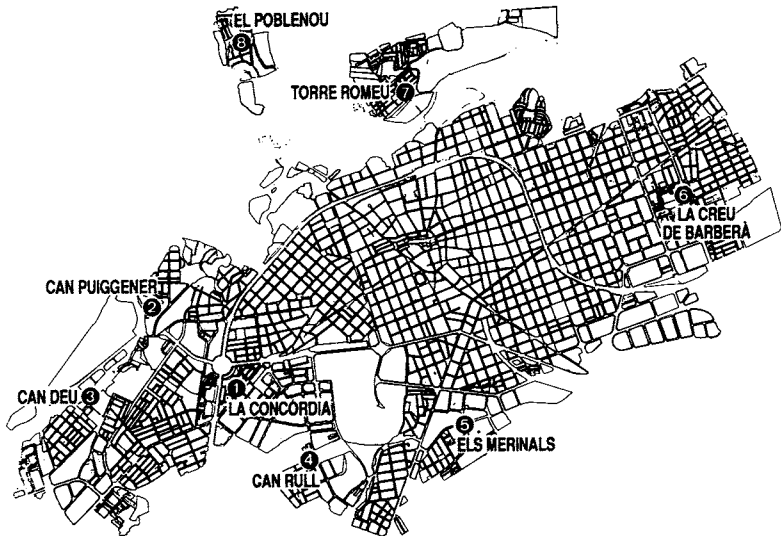 EL POBLENOU
8
TORRE ROMEU 7
6
LA CREU
DE BARBERÀ
CAN PUIGGENERT
2
CAN DEU 3
1
LA CONCÒRDIA
5
ELS MERINALS
4
CAN RULL